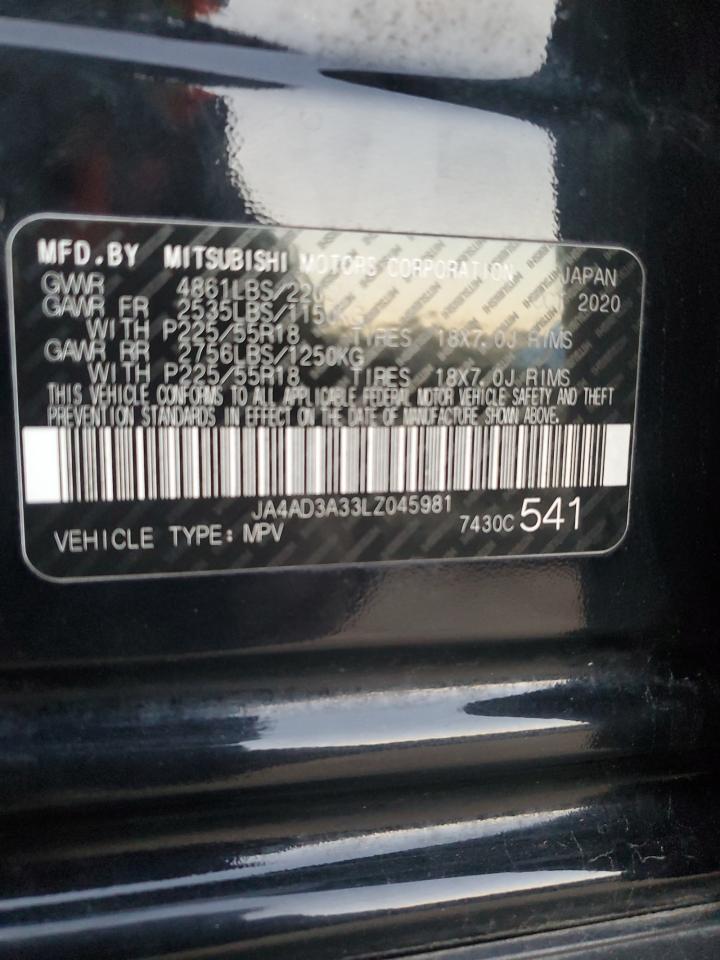 MFD.BY MITSUBISHI MOTORS CORPORATION JAPAN
GVWR 4861LBS/220
2020
GAWR FR 2535LBS/1150KG
WITH P225/55R18 TYRES 18X7.0J RIMS
GAWR RR 2756LBS/1250KG
WITH P225/55R18 TIRES 18X7.0J RIMS
THIS VEHICLE CONFORMS TO ALL APPLICABLE FEDERAL MOTOR VEHICLE SAFETY AND THEFT
PREVENTION STANDARDS IN EFFECT ON THE DATE OF MANUFACTURE SHOWN ABOVE.
JA4AD3A33LZ045981
VEHICLE TYPE: MPV 7430C 541